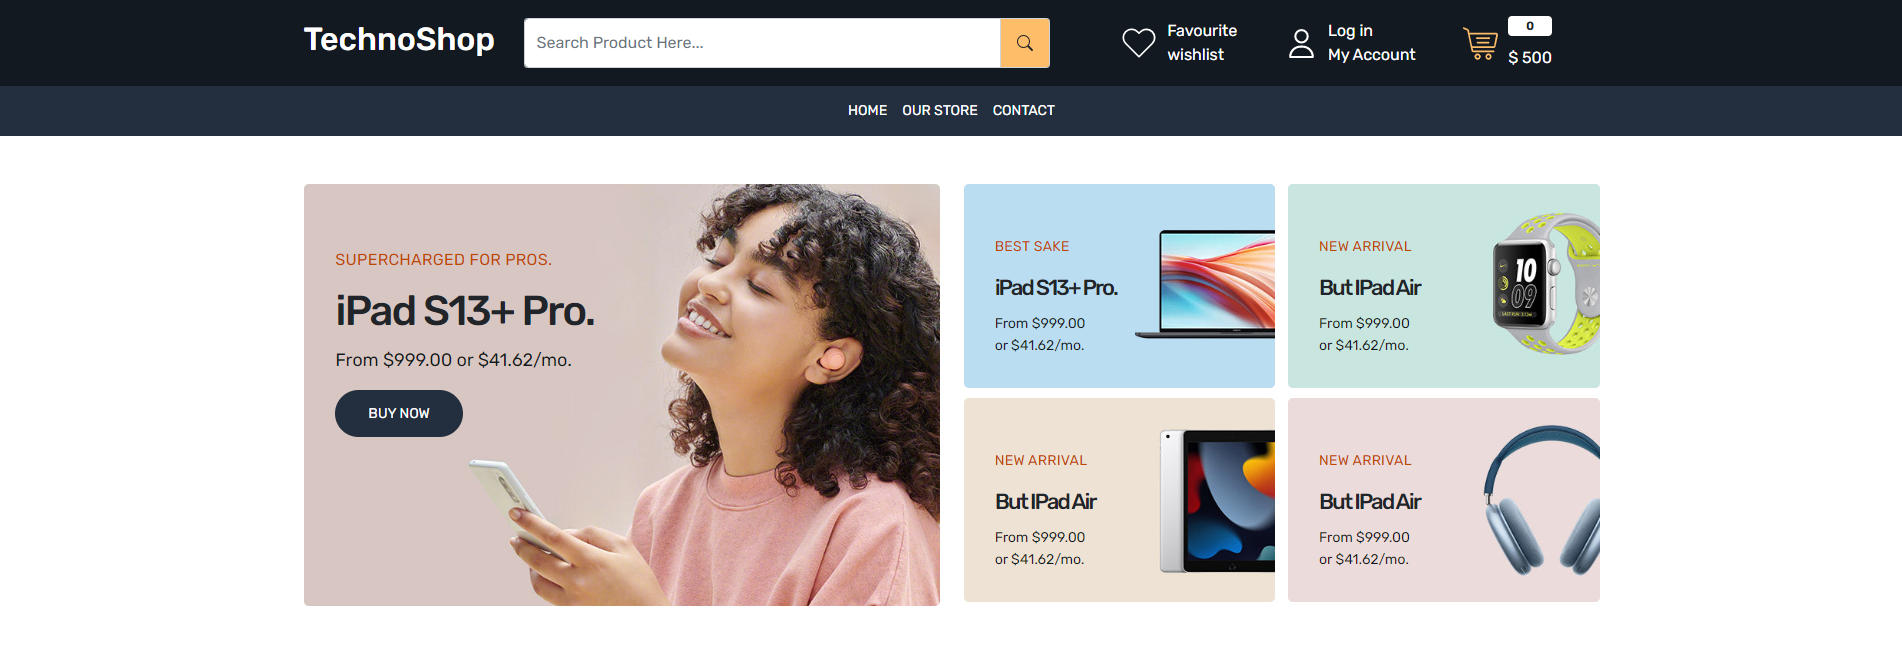 TechnoShop
Search Product Here...
Favourite
wishlist
Log in
My Account
0
$ 500
HOME
OUR STORE
CONTACT
SUPERCHARGED FOR PROS.
iPad S13+ Pro.
From $999.00 or $41.62/mo.
BUY NOW
BEST SAKE
iPad S13+ Pro.
From $999.00
or $41.62/mo.
NEW ARRIVAL
But IPad Air
From $999.00
or $41.62/mo.
10
09
NEW ARRIVAL
But IPad Air
From $999.00
or $41.62/mo.
NEW ARRIVAL
But IPad Air
From $999.00
or $41.62/mo.